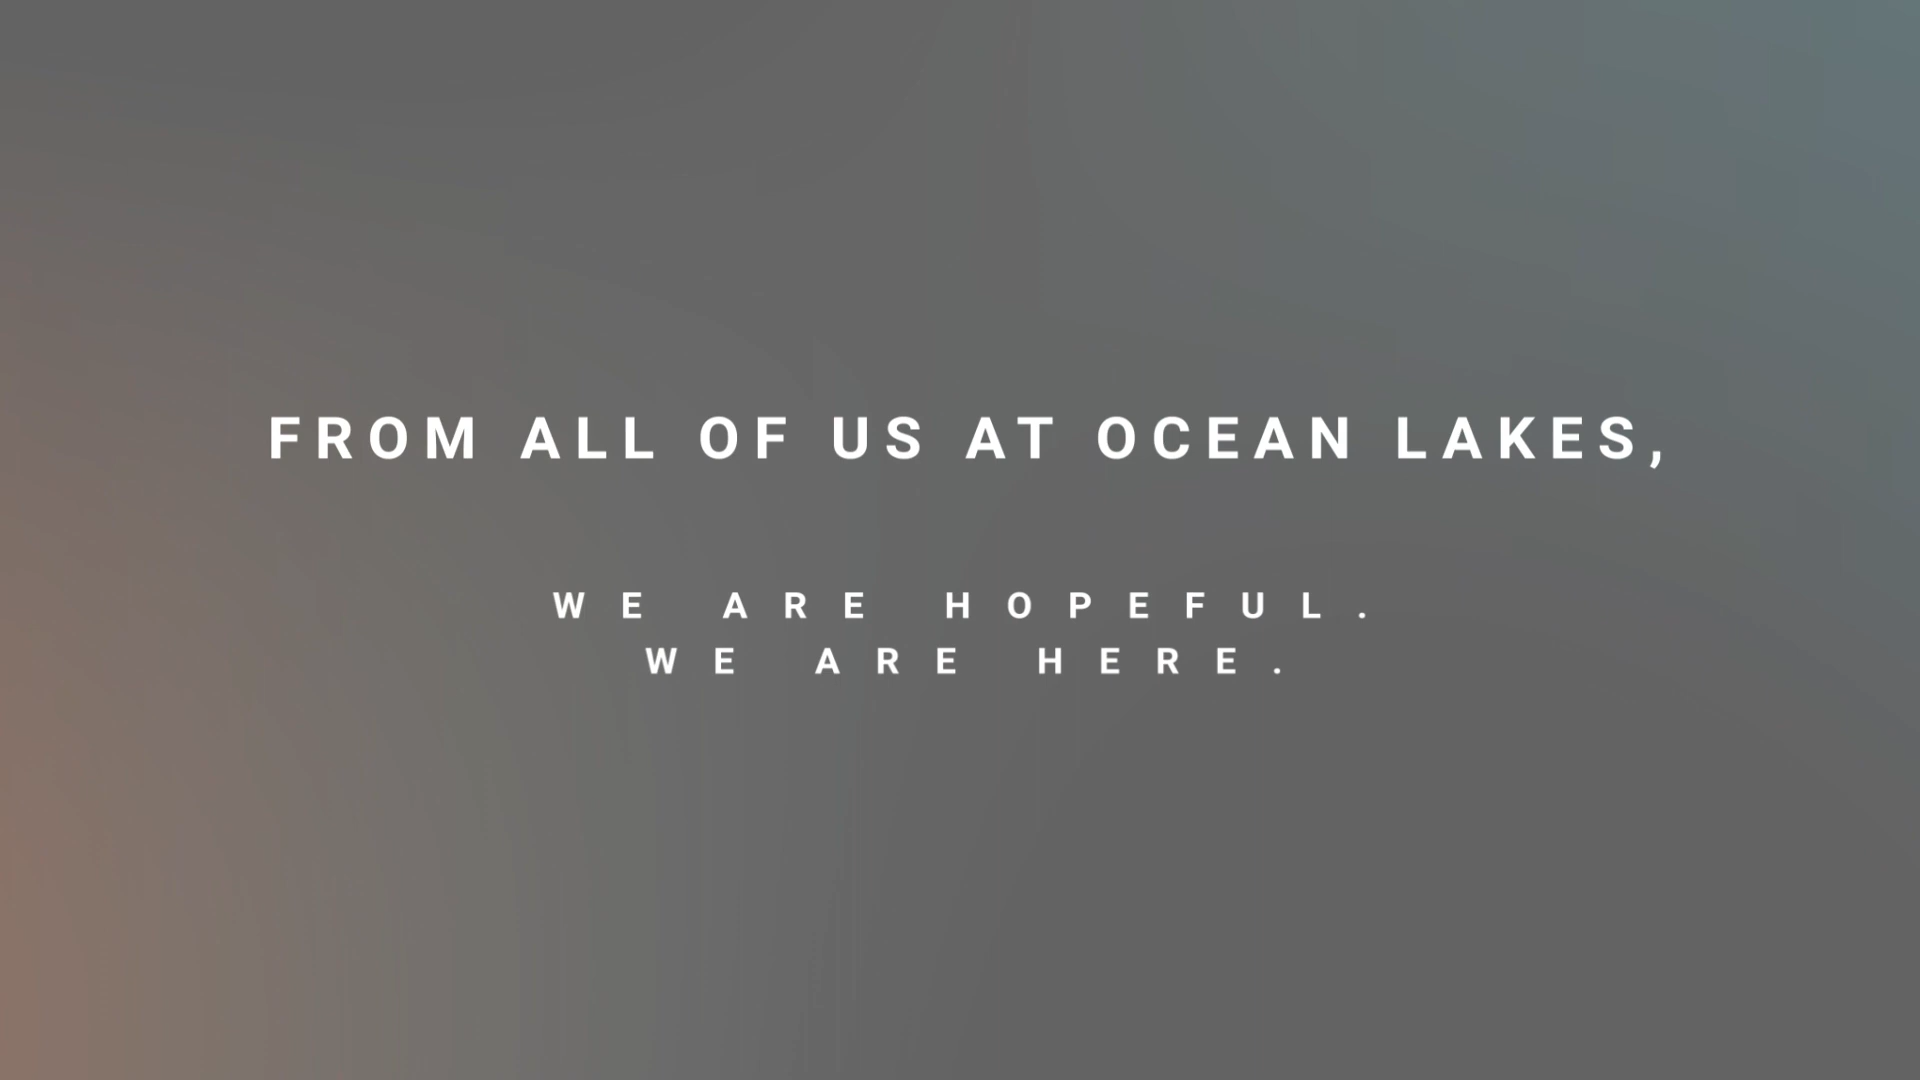 FROM ALL OF US AT OCEAN LAKES,
WE ARE HOPEFUL.
WE ARE HERE.